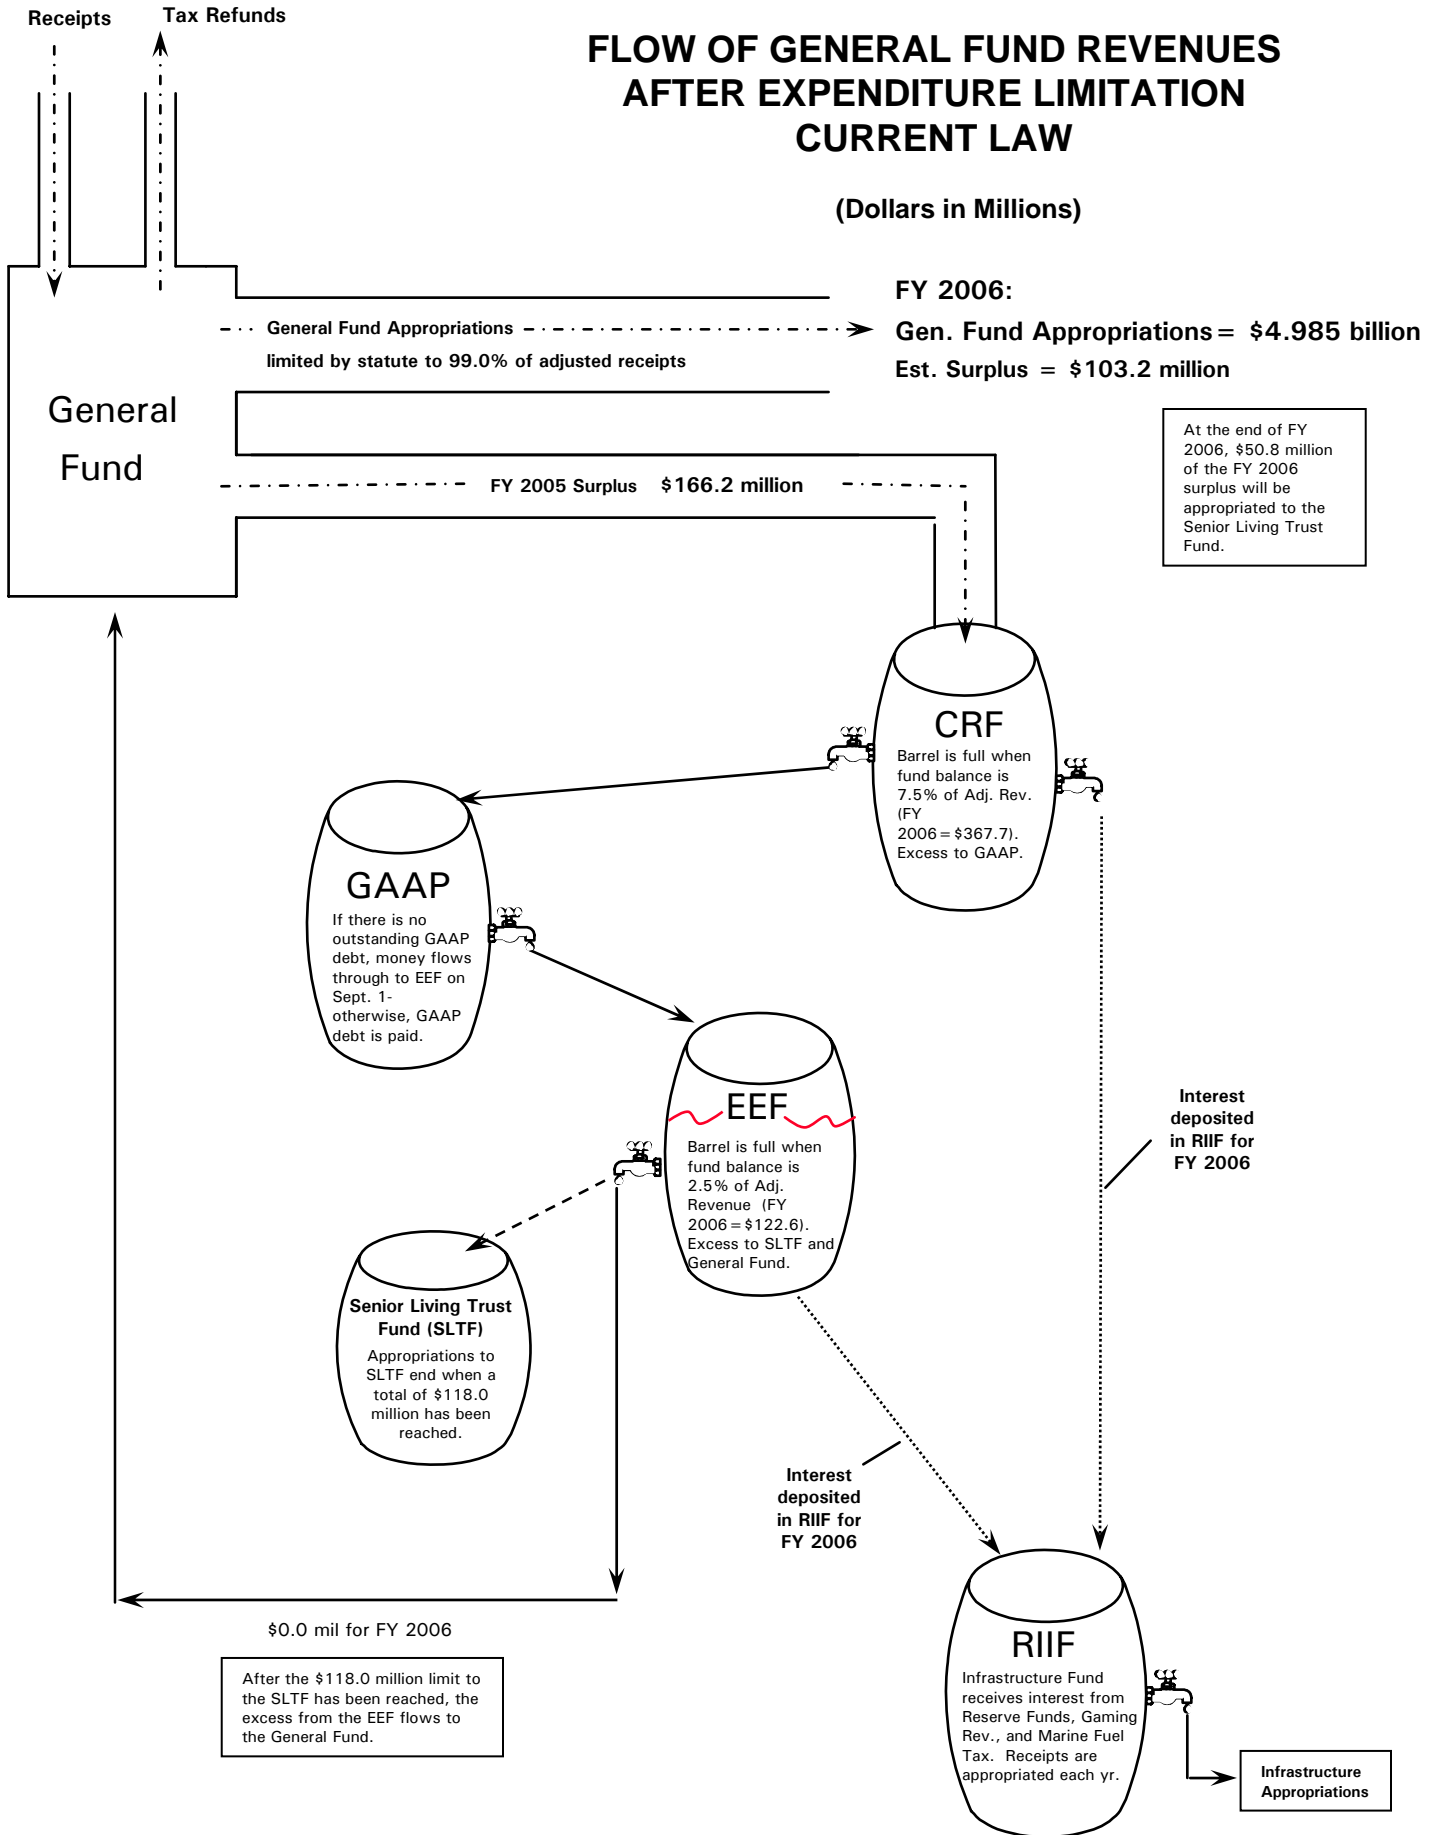 Receipts
Tax Refunds
FLOW OF GENERAL FUND REVENUES
AFTER EXPENDITURE LIMITATION
CURRENT LAW
(Dollars in Millions)
General Fund Appropriations
limited by statute to 99.0% of adjusted receipts
FY 2006:
Gen. Fund Appropriations = $4.985 billion
Est. Surplus = $103.2 million
General
Fund
FY 2005 Surplus $166.2 million
At the end of FY
2006, $50.8 million
of the FY 2006
surplus will be
appropriated to the
Senior Living Trust
Fund.
CRF
Barrel is full when
fund balance is
7.5% of Adj. Rev.
(FY
2006=$367.7).
Excess to GAAP.
GAAP
If there is no
outstanding GAAP
debt, money flows
through to EEF on
Sept. 1-
otherwise, GAAP
debt is paid.
EEF
Barrel is full when
fund balance is
2.5% of Adj.
Revenue (FY
2006=$122.6).
Excess to SLTF and
General Fund.
Interest
deposited
in RIIF for
FY 2006
Senior Living Trust
Fund (SLTF)
Appropriations to
SLTF end when a
total of $118.0
million has been
reached.
Interest
deposited
in RIIF for
FY 2006
$0.0 mil for FY 2006
After the $118.0 million limit to
the SLTF has been reached, the
excess from the EEF flows to
the General Fund.
RIIF
Infrastructure Fund
receives interest from
Reserve Funds, Gaming
Rev., and Marine Fuel
Tax. Receipts are
appropriated each yr.
Infrastructure
Appropriations